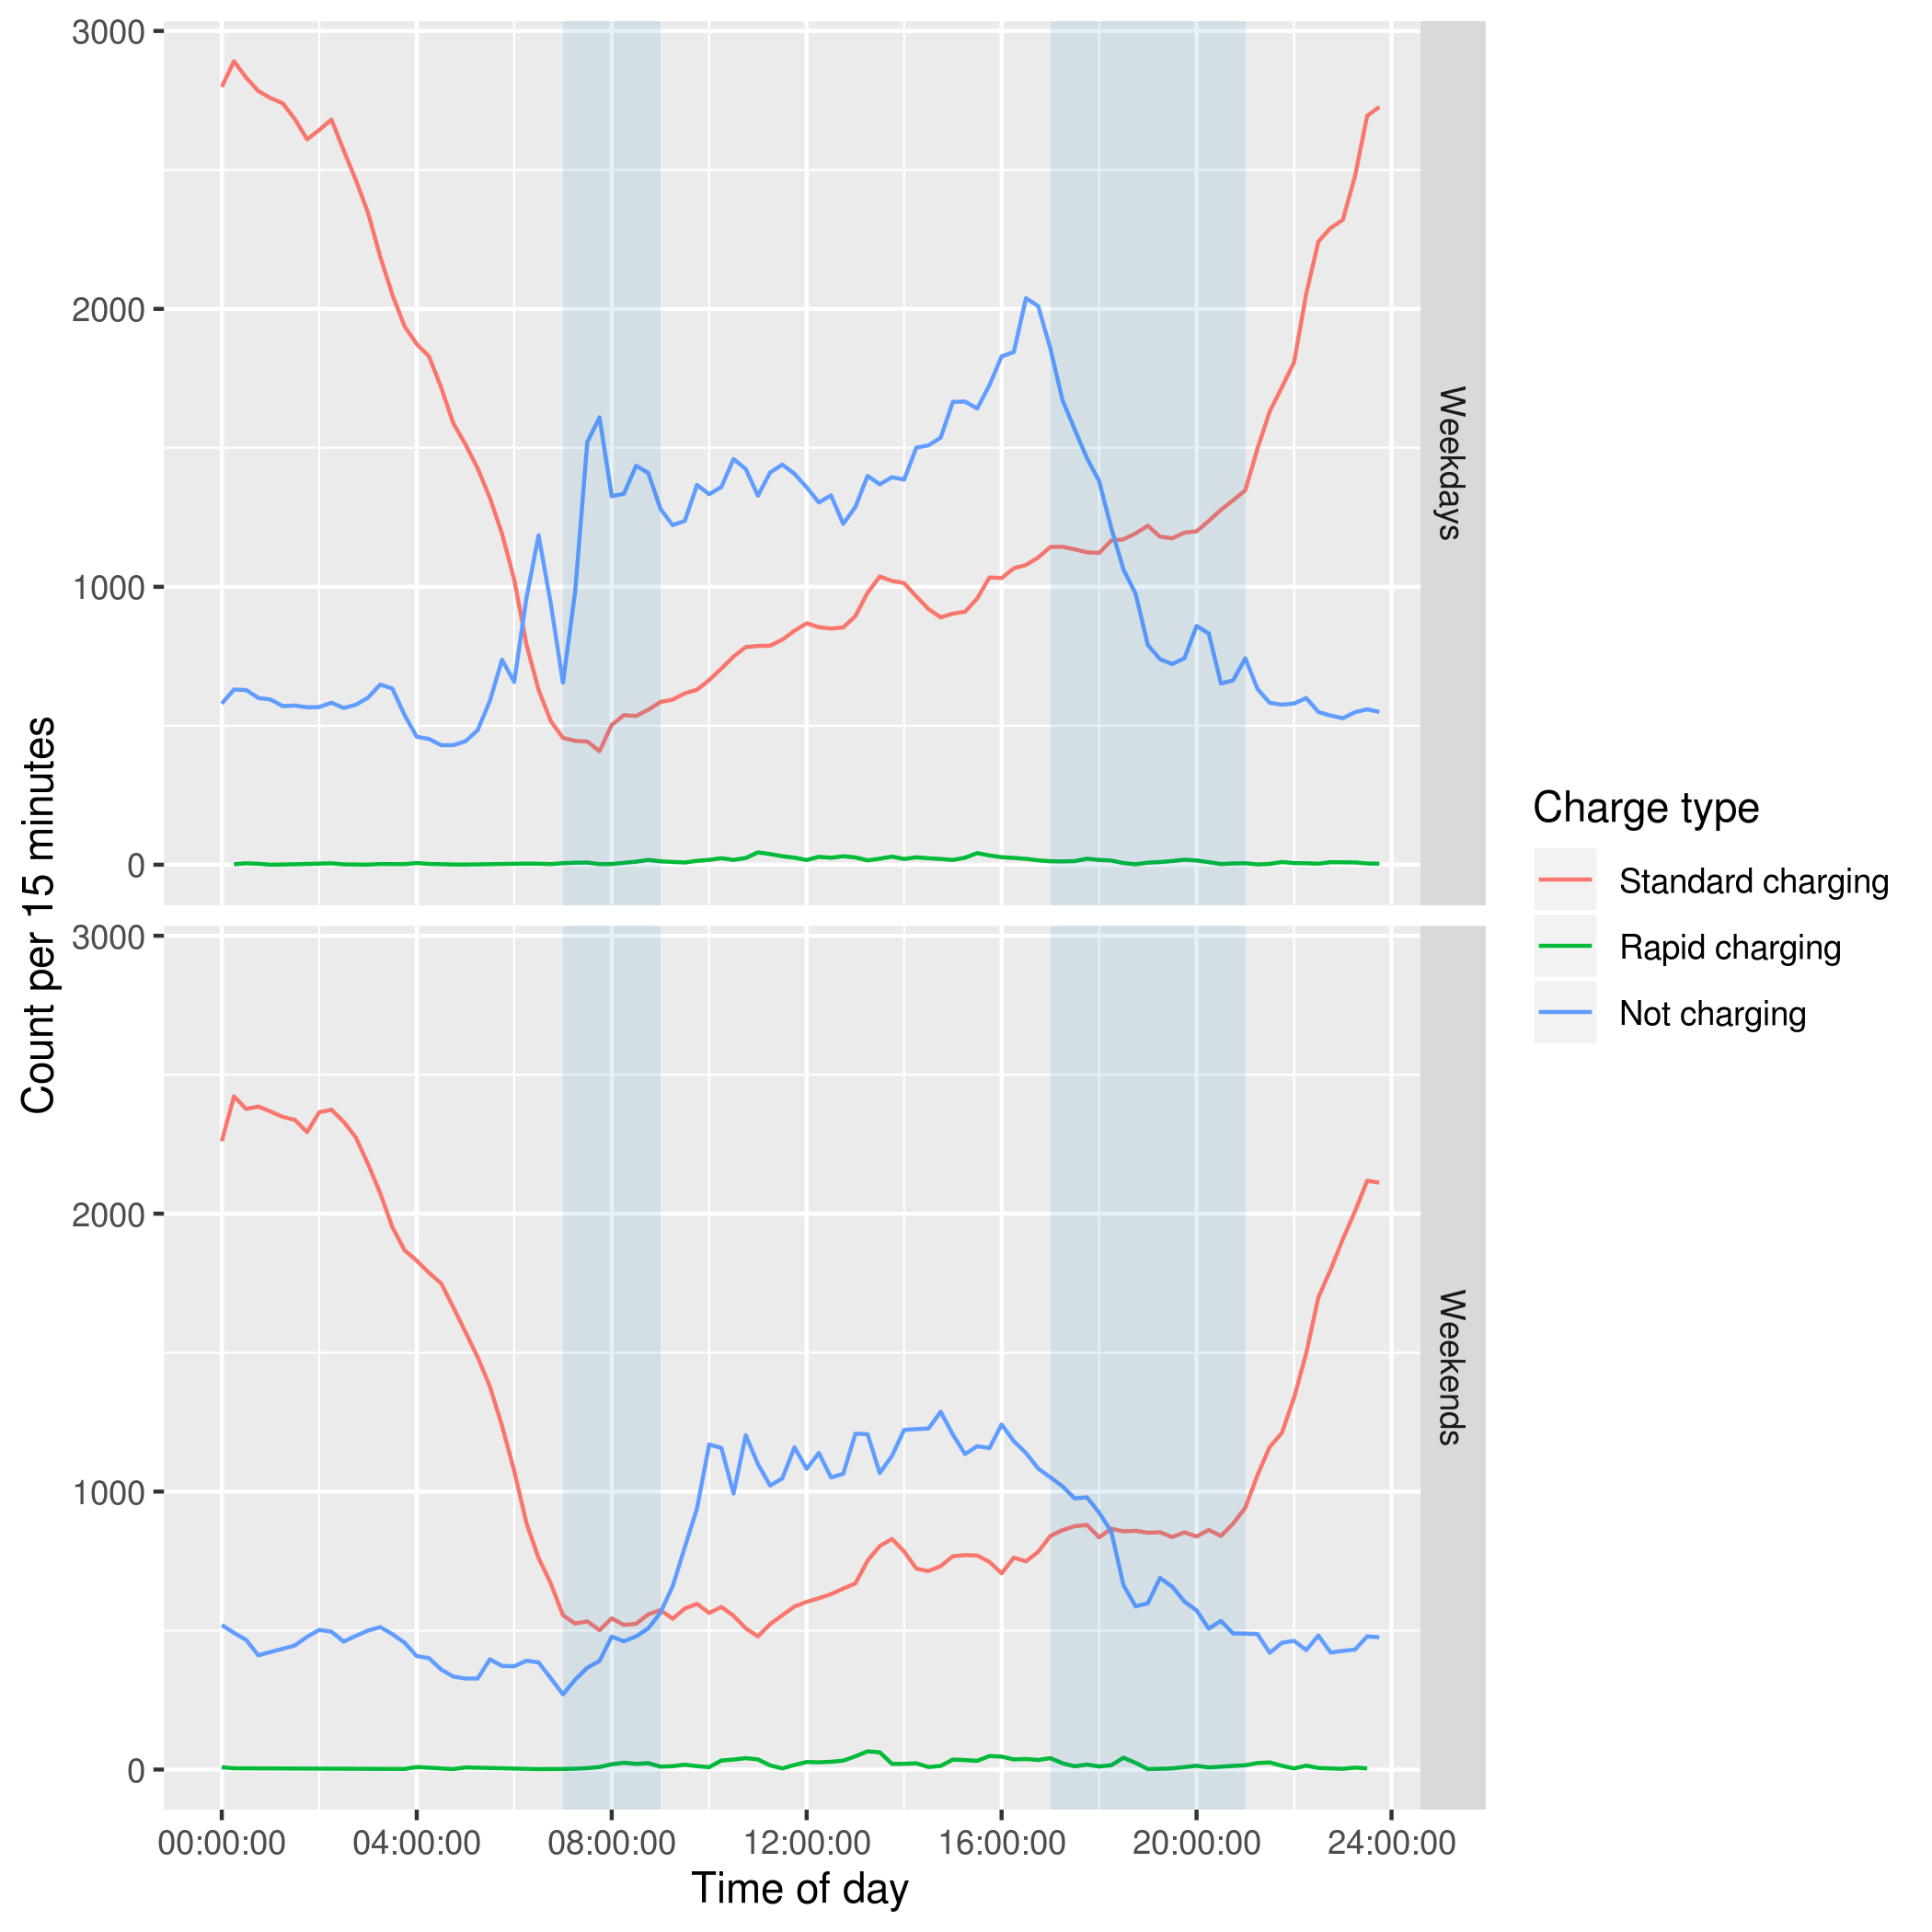 Count per 15 minutes
3000
2000
1000
0
Weekdays
3000
2000
1000
0
Weekends
00:00:00 04:00:00 08:00:00 12:00:00 16:00:00 20:00:00 24:00:00
Time of day
Charge type
Standard charging
Rapid charging
Not charging